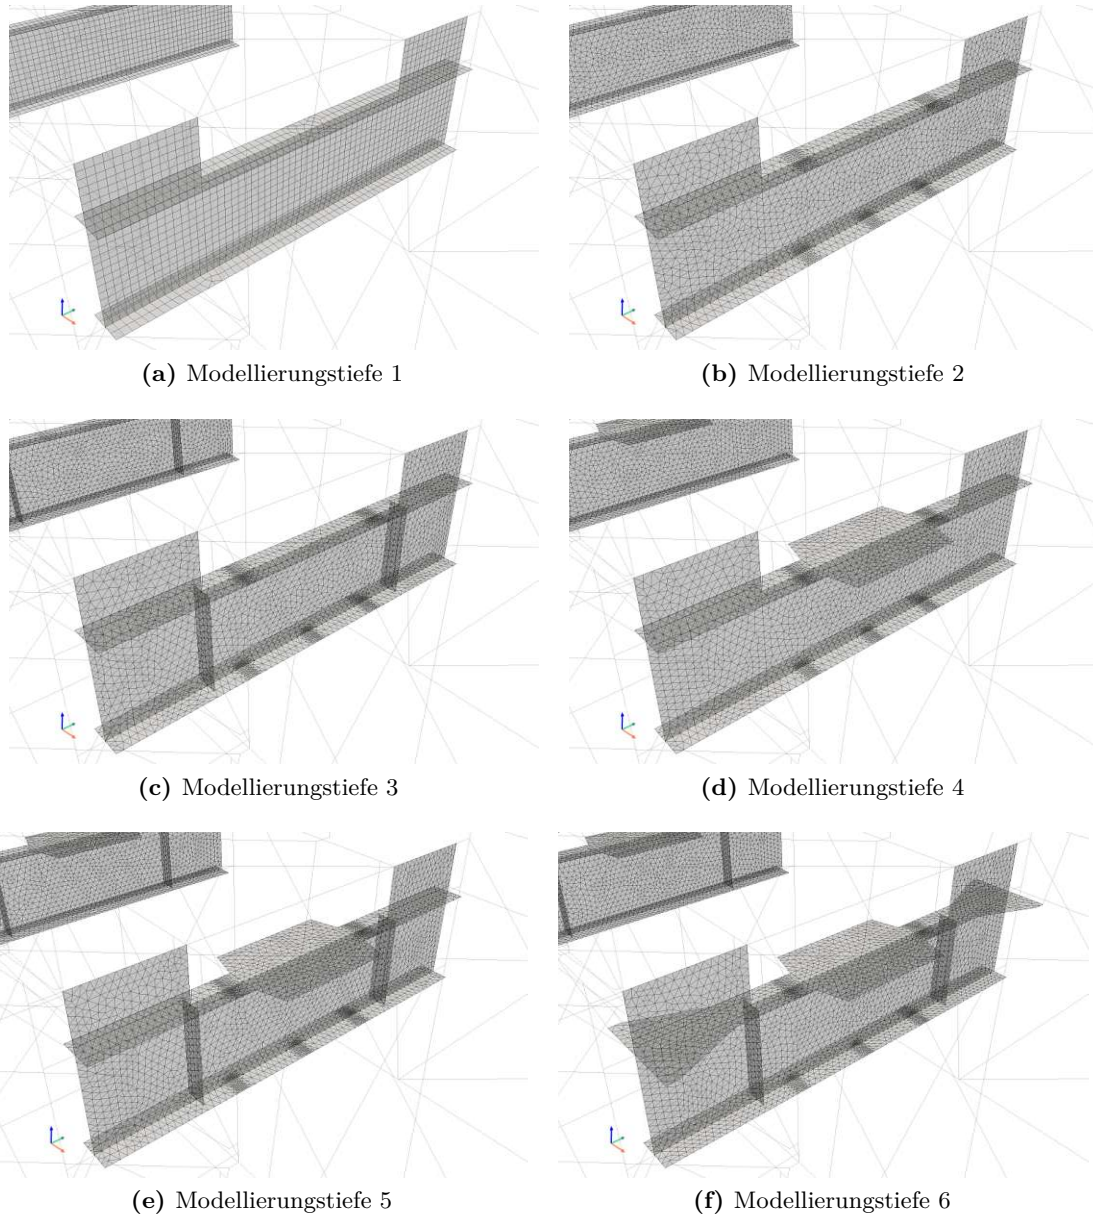 (a) Modellierungstiefe 1
(b) Modellierungstiefe 2
(c) Modellierungstiefe 3
(d) Modellierungstiefe 4
(e) Modellierungstiefe 5
(f) Modellierungstiefe 6